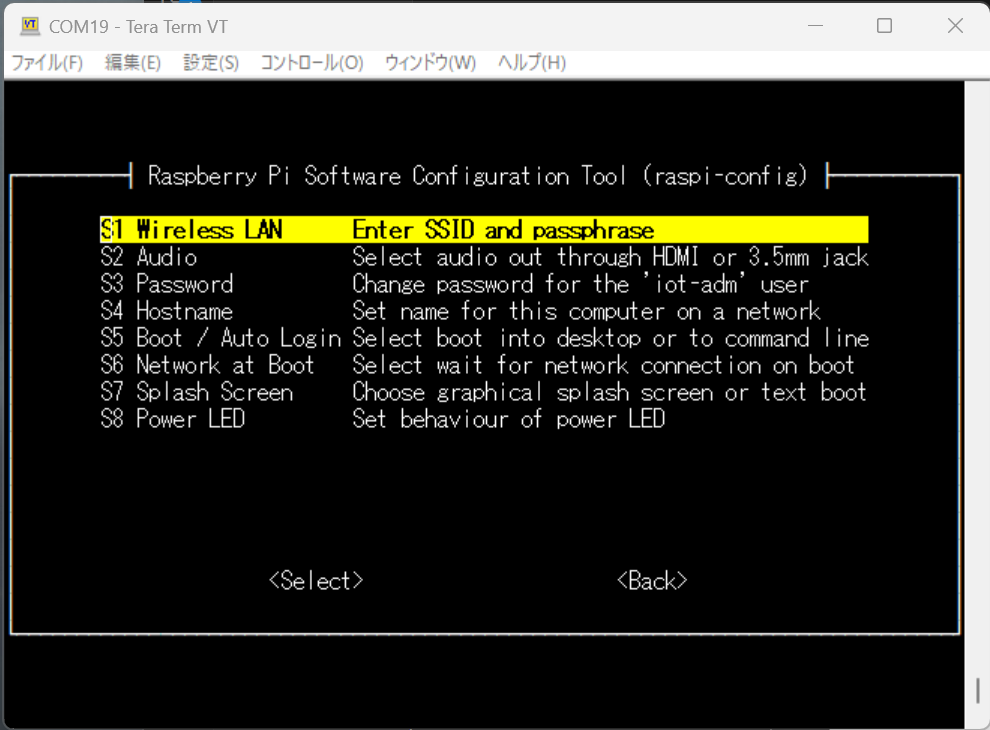 COM19 - Tera Term VT
ファイル(F) 編集(E) 設定(S) コントロール(O) ウィンドウ(W) ヘルプ(H)
Raspberry Pi Software Configuration Tool (raspi-config)
S1 Wireless LAN Enter SSID and passphrase
S2 Audio Select audio out through HDMI or 3.5mm jack
S3 Password Change password for the 'iot-adm' user
S4 Hostname Set name for this computer on a network
S5 Boot / Auto Login Select boot into desktop or to command line
S6 Network at Boot Select wait for network connection on boot
S7 Splash Screen Choose graphical splash screen or text boot
S8 Power LED Set behaviour of power LED
<Select> <Back>